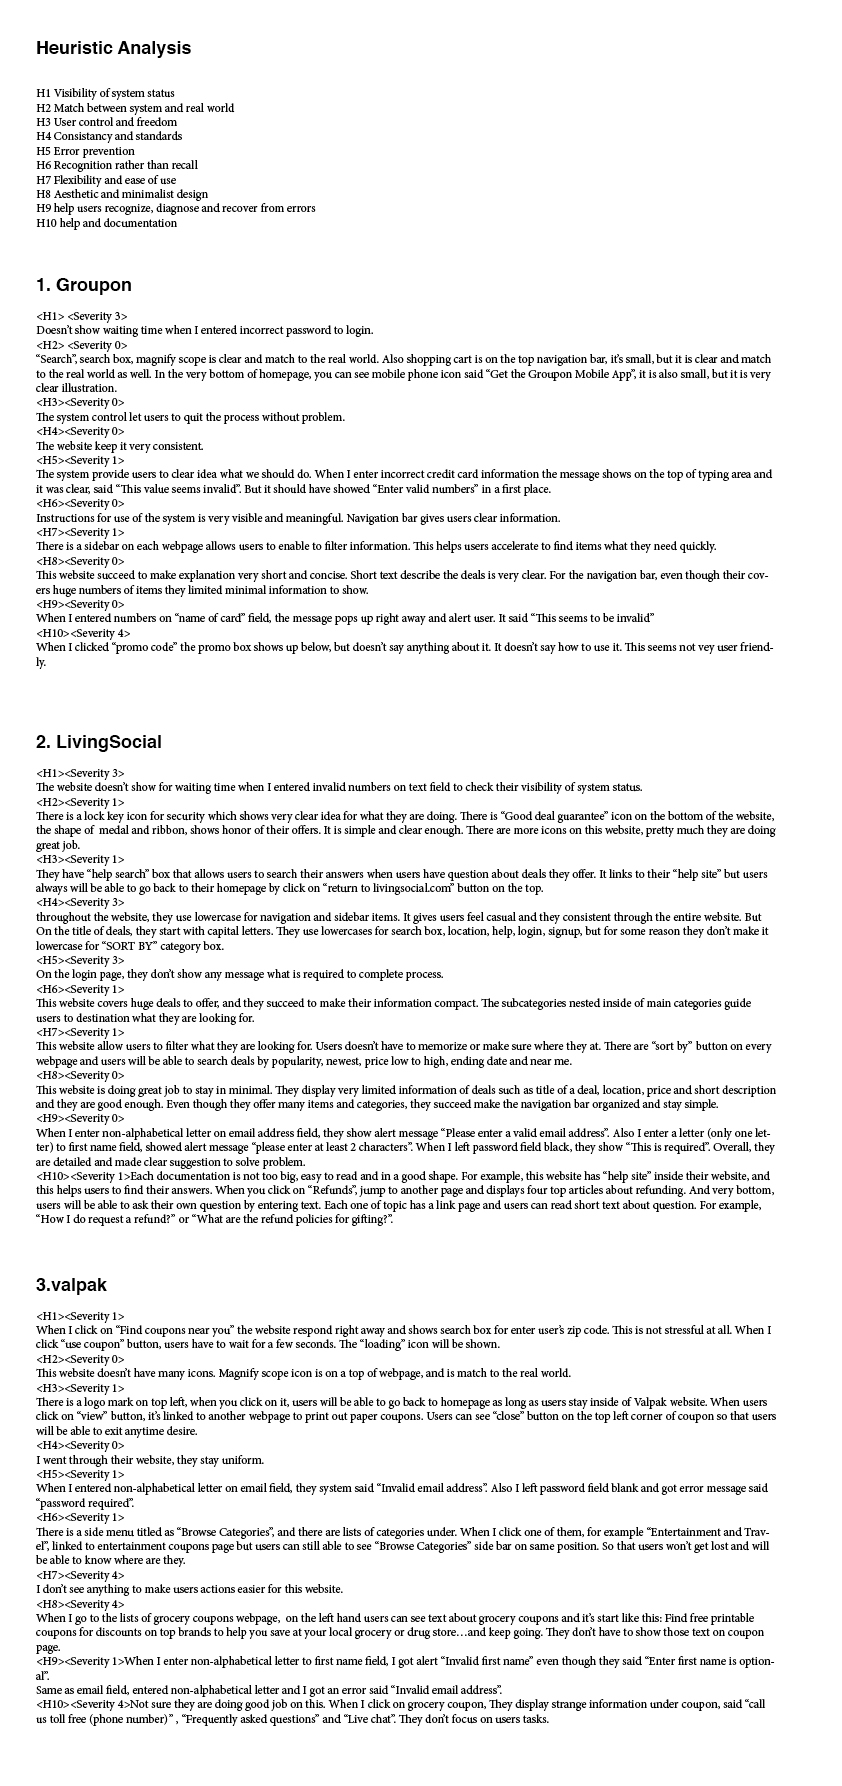 Heuristic Analysis
H1 Visibility of system status
H2 Match between system and real world
H3 User control and freedom
H4 Consistancy and standards
H5 Error prevention
H6 Recognition rather than recall
H7 Flexibility and ease of use
H8 Aesthetic and minimalist design
H9 help users recognize, diagnose and recover from errors
H10 help and documentation
1. Groupon
<H1> <Severity 3>
Doesn’t show waiting time when I entered incorrect password to login.
<H2> <Severity 0>
“Search”, search box, magnify scope is clear and match to the real world. Also shopping cart is on the top navigation bar, it’s small, but it is clear and match
to the real world as well. In the very bottom of homepage, you can see mobile phone icon said “Get the Groupon Mobile App”, it is also small, but it is very
clear illustration.
<H3><Severity 0>
The system control let users to quit the process without problem.
<H4><Severity 0>
The website keep it very consistent.
<H5><Severity 1>
The system provide users to clear idea what we should do. When I enter incorrect credit card information the message shows on the top of typing area and
it was clear, said “This value seems invalid”. But it should have showed “Enter valid numbers” in a first place.
<H6><Severity 0>
Instructions for use of the system is very visible and meaningful. Navigation bar gives users clear information.
<H7><Severity 1>
There is a sidebar on each webpage allows users to enable to filter information. This helps users accelerate to find items what they need quickly.
<H8><Severity 0>
This website succeed to make explanation very short and concise. Short text describe the deals is very clear. For the navigation bar, even though their cov-
ers huge numbers of items they limited minimal information to show.
<H9><Severity 0>
When I entered numbers on “name of card” field, the message pops up right away and alert user. It said “This seems to be invalid”
<H10><Severity 4>
When I clicked “promo code” the promo box shows up below, but doesn’t say anything about it. It doesn’t say how to use it. This seems not vey user friend-
ly.
2. LivingSocial
<H1><Severity 3>
The website doesn’t show for waiting time when I entered invalid numbers on text field to check their visibility of system status.
<H2><Severity 1>
There is a lock key icon for security which shows very clear idea for what they are doing. There is “Good deal guarantee” icon on the bottom of the website,
the shape of  medal and ribbon, shows honor of their offers. It is simple and clear enough. There are more icons on this website, pretty much they are doing
great job.
<H3><Severity 1>
They have “help search” box that allows users to search their answers when users have question about deals they offer. It links to their “help site” but users
always will be able to go back to their homepage by click on “return to livingsocial.com” button on the top.
<H4><Severity 3>
throughout the website, they use lowercase for navigation and sidebar items. It gives users feel casual and they consistent through the entire website. But
On the title of deals, they start with capital letters. They use lowercases for search box, location, help, login, signup, but for some reason they don’t make it
lowercase for “SORT BY” category box.
<H5><Severity 3>
On the login page, they don’t show any message what is required to complete process.
<H6><Severity 1>
This website covers huge deals to offer, and they succeed to make their information compact. The subcategories nested inside of main categories guide
users to destination what they are looking for.
<H7><Severity 1>
This website allow users to filter what they are looking for. Users doesn’t have to memorize or make sure where they at. There are “sort by” button on every
webpage and users will be able to search deals by popularity, newest, price low to high, ending date and near me.
<H8><Severity 0>
This website is doing great job to stay in minimal. They display very limited information of deals such as title of a deal, location, price and short description
and they are good enough. Even though they offer many items and categories, they succeed make the navigation bar organized and stay simple.
<H9><Severity 0>
When I enter non-alphabetical letter on email address field, they show alert message “Please enter a valid email address”. Also I enter a letter (only one let-
ter) to first name field, showed alert message “please enter at least 2 characters”. When I left password field black, they show “This is required”. Overall, they
are detailed and made clear suggestion to solve problem.
<H10><Severity 1>Each documentation is not too big, easy to read and in a good shape. For example, this website has “help site” inside their website, and
this helps users to find their answers. When you click on “Refunds”, jump to another page and displays four top articles about refunding. And very bottom,
users will be able to ask their own question by entering text. Each one of topic has a link page and users can read short text about question. For example,
“How I do request a refund?” or “What are the refund policies for gifting?”.
3.valpak
<H1><Severity 1>
When I click on “Find coupons near you” the website respond right away and shows search box for enter user’s zip code. This is not stressful at all. When I
click “use coupon” button, users have to wait for a few seconds. The “loading” icon will be shown.
<H2><Severity 0>
This website doesn’t have many icons. Magnify scope icon is on a top of webpage, and is match to the real world.
<H3><Severity 1>
There is a logo mark on top left, when you click on it, users will be able to go back to homepage as long as users stay inside of Valpak website. When users
click on “view” button, it’s linked to another webpage to print out paper coupons. Users can see “close” button on the top left corner of coupon so that users
will be able to exit anytime desire.
<H4><Severity 0>
I went through their website, they stay uniform.
<H5><Severity 1>
When I entered non-alphabetical letter on email field, they system said “Invalid email address”. Also I left password field blank and got error message said
“password required”.
<H6><Severity 1>
There is a side menu titled as “Browse Categories”, and there are lists of categories under. When I click one of them, for example “Entertainment and Trav-
el”, linked to entertainment coupons page but users can still able to see “Browse Categories” side bar on same position. So that users won’t get lost and will
be able to know where are they.
<H7><Severity 4>
I don’t see anything to make users actions easier for this website.
<H8><Severity 4>
When I go to the lists of grocery coupons webpage,  on the left hand users can see text about grocery coupons and it’s start like this: Find free printable
coupons for discounts on top brands to help you save at your local grocery or drug store…and keep going. They don’t have to show those text on coupon
page.
<H9><Severity 1>When I enter non-alphabetical letter to first name field, I got alert “Invalid first name” even though they said “Enter first name is option-
al”.
Same as email field, entered non-alphabetical letter and I got an error said “Invalid email address”.
<H10><Severity 4>Not sure they are doing good job on this. When I click on grocery coupon, They display strange information under coupon, said “call
us toll free (phone number)” , “Frequently asked questions” and “Live chat”. They don’t focus on users tasks.